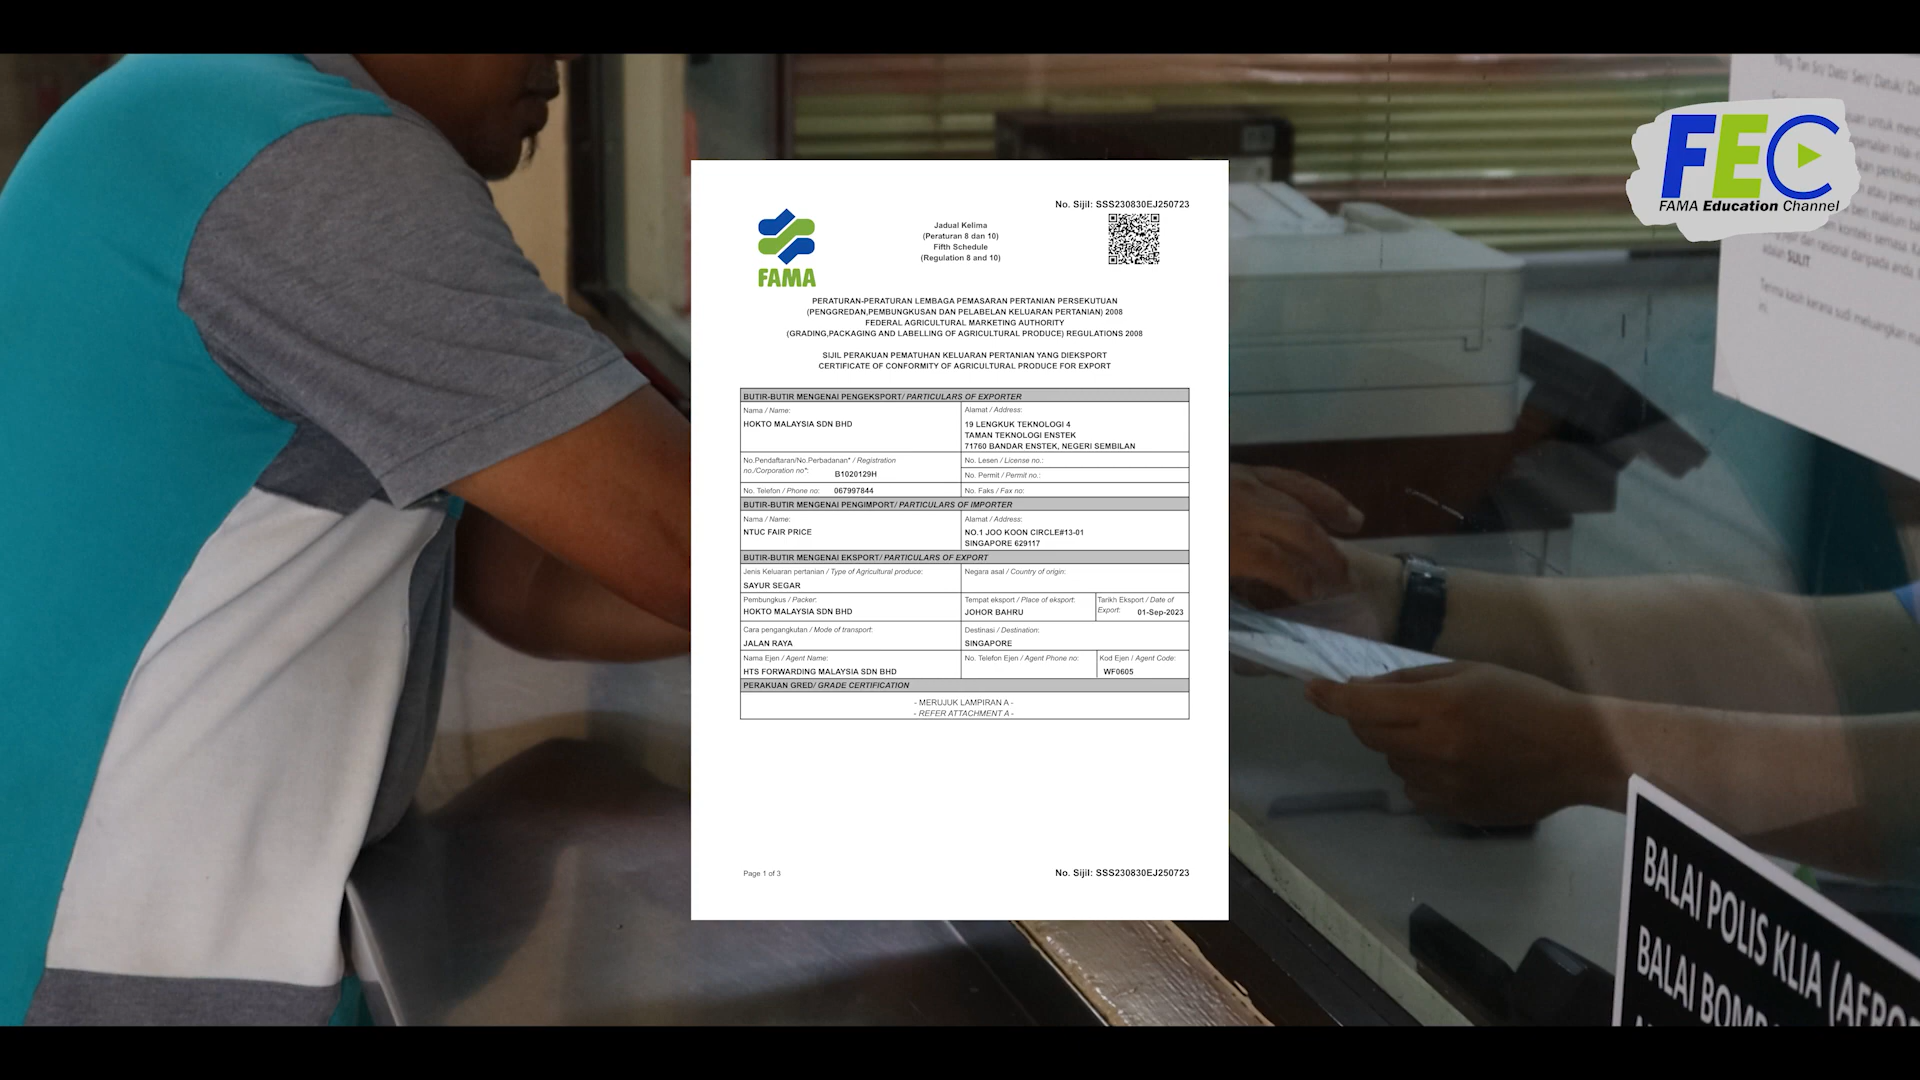 No. Sijil: SSS230830EJ250723
FAMA
Jadual Kelima
(Peraturan 8 dan 10)
Fifth Schedule
(Regulation 8 and 10)
PERATURAN-PERATURAN LEMBAGA PEMASARAN PERTANIAN PERSEKUTUAN
(PENGGREDAN,PEMBUNGKUSAN DAN PELABELAN KELUARAN PERTANIAN) 2008
FEDERAL AGRICULTURAL MARKETING AUTHORITY
(GRADING,PACKAGING AND LABELLING OF AGRICULTURAL PRODUCE) REGULATIONS 2008
SIJIL PERAKUAN PEMATUHAN KELUARAN PERTANIAN YANG DIEKSPORT
CERTIFICATE OF CONFORMITY OF AGRICULTURAL PRODUCE FOR EXPORT
BUTIR-BUTIR MENGENAI PENGEKSPORT/ PARTICULARS OF EXPORTER
Nama / Name:
HOKTO MALAYSIA SDN BHD
Alamat / Address:
19 LENGKUK TEKNOLOGI 4
TAMAN TEKNOLOGI ENSTEK
71760 BANDAR ENSTEK, NEGERI SEMBILAN
No.Pendaftaran/No.Perbadanan* / Registration
no./Corporation no*:
B1020129H
No. Lesen / License no.:
No. Permit / Permit no.:
No. Telefon / Phone no: 067997844
No. Faks / Fax no:
BUTIR-BUTIR MENGENAI PENGIMPORT/ PARTICULARS OF IMPORTER
Nama / Name:
NTUC FAIR PRICE
Alamat / Address:
NO.1 JOO KOON CIRCLE#13-01
SINGAPORE 629117
BUTIR-BUTIR MENGENAI EKSPORT/ PARTICULARS OF EXPORT
Jenis Keluaran pertanian / Type of Agricultural produce:
SAYUR SEGAR
Negara asal / Country of origin:
Pembungkus / Packer:
HOKTO MALAYSIA SDN BHD
Tempat eksport / Place of eksport:
JOHOR BAHRU
Tarikh Eksport / Date of
Export: 01-Sep-2023
Cara pengangkutan / Mode of transport:
JALAN RAYA
Destinasi / Destination:
SINGAPORE
Nama Ejen / Agent Name:
HTS FORWARDING MALAYSIA SDN BHD
No. Telefon Ejen / Agent Phone no:
Kod Ejen / Agent Code:
WF0605
PERAKUAN GRED/ GRADE CERTIFICATION
- MERUJUK LAMPIRAN A -
- REFER ATTACHMENT A -
Page 1 of 3
No. Sijil: SSS230830EJ250723
FEC
FAMA Education Channel
SULIT
Terima kasih kerana sudi meluangkan
BALAI POLIS KLIA
BALAI